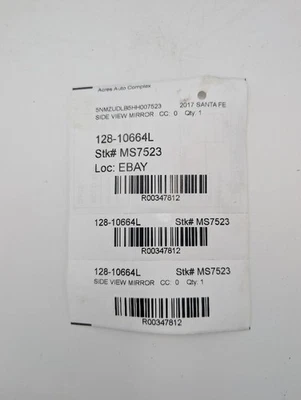 Acres Auto Complex
5NMZUDLB8HH007523 2017 SANTA FE
SIDE VIEW MIRROR CC: 0 Qty: 1
128-10664L
Stk# MS7523
Loc: EBAY
R00347812
128-10664L Stk# MS7523
R00347812
128-10664L Stk# MS7523
SIDE VIEW MIRROR CC: 0 Qty: 1
R00347812